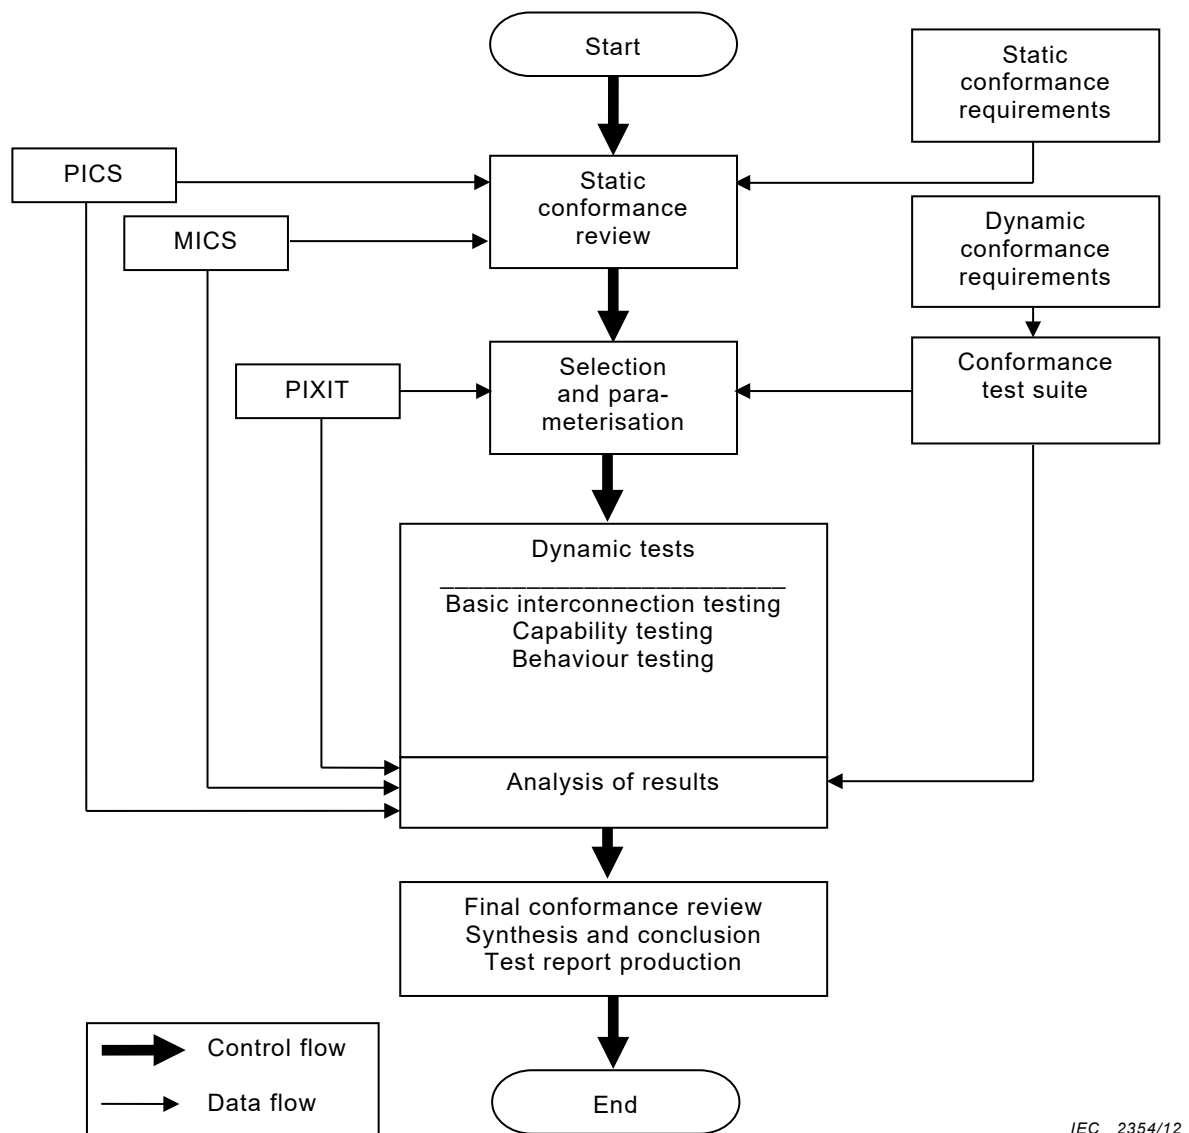 Start
Static
conformance
requirements
PICS
Static
conformance
review
MICS
Dynamic
conformance
requirements
PIXIT
Selection
and para-
meterisation
Conformance
test suite
Dynamic tests
Basic interconnection testing
Capability testing
Behaviour testing
Analysis of results
Final conformance review
Synthesis and conclusion
Test report production
Control flow
Data flow
End
IEC 2354/12